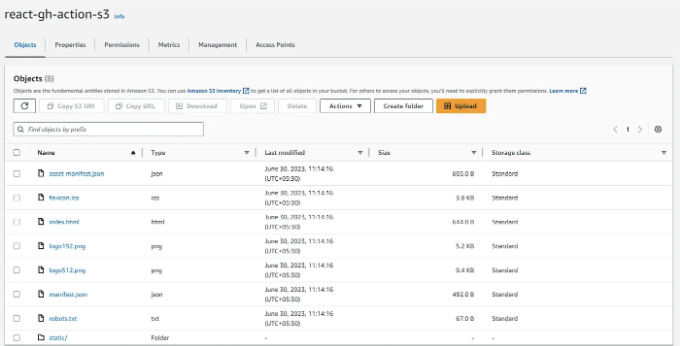 react-gh-action-s3 Info
Objects Properties Permissions Metrics Management Access Points
Objects (8)
Objects are the fundamental entities stored in Amazon S3. You can use Amazon S3 inventory to get a list of all objects in your bucket. For others to access your objects, you'll need to explicitly grant them permissions. Learn more
Copy S3 URI Copy URL Download Open Delete Actions Create folder Upload
Find objects by prefix
1
Name Type Last modified Size Storage class
asset-manifest.json json June 30, 2023, 11:14:16 (UTC+05:30) 605.0 B Standard
favicon.ico ico June 30, 2023, 11:14:16 (UTC+05:30) 3.8 KB Standard
index.html html June 30, 2023, 11:14:16 (UTC+05:30) 644.0 B Standard
logo192.png png June 30, 2023, 11:14:16 (UTC+05:30) 5.2 KB Standard
logo512.png png June 30, 2023, 11:14:16 (UTC+05:30) 9.4 KB Standard
manifest.json json June 30, 2023, 11:14:16 (UTC+05:30) 492.0 B Standard
robots.txt txt June 30, 2023, 11:14:16 (UTC+05:30) 67.0 B Standard
static/ Folder - - -